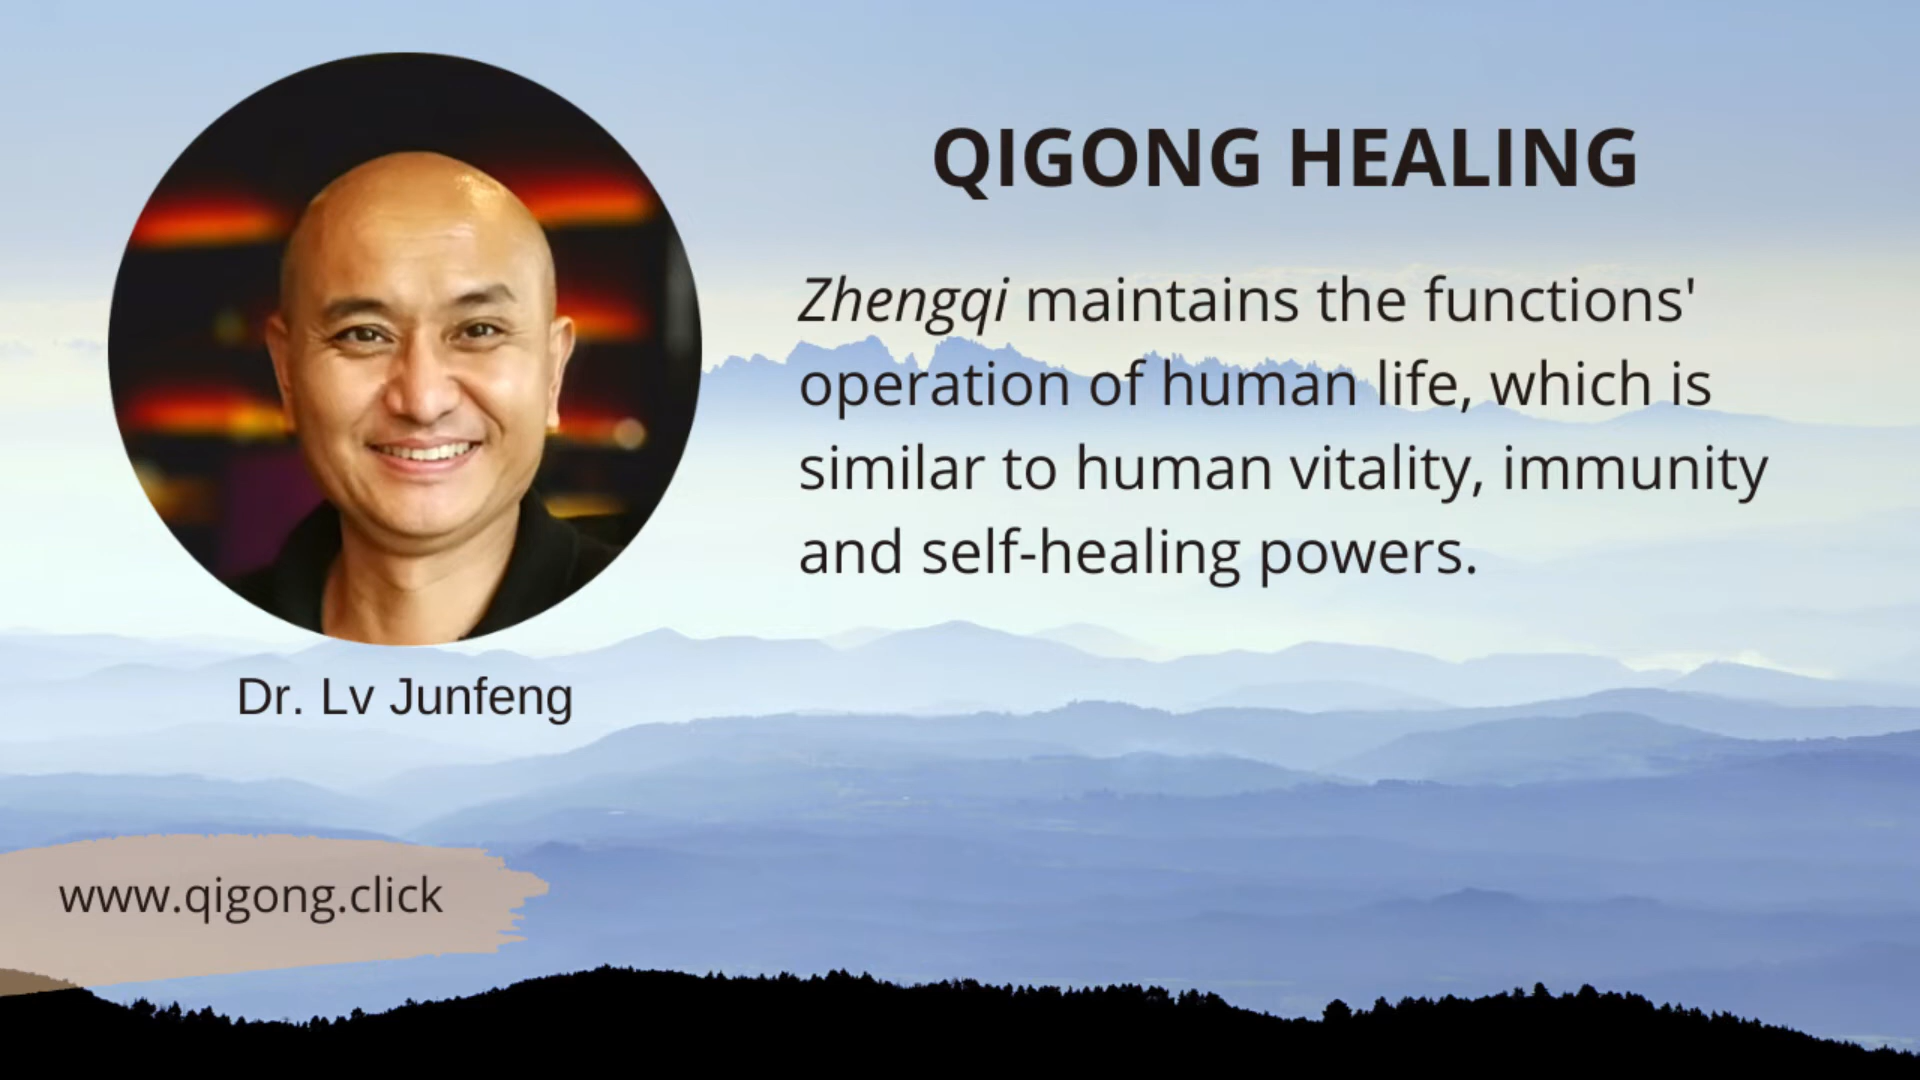 QIGONG HEALING
Zhengqi maintains the functions'
operation of human life, which is
similar to human vitality, immunity
and self-healing powers.
Dr. Lv Junfeng
www.qigong.click